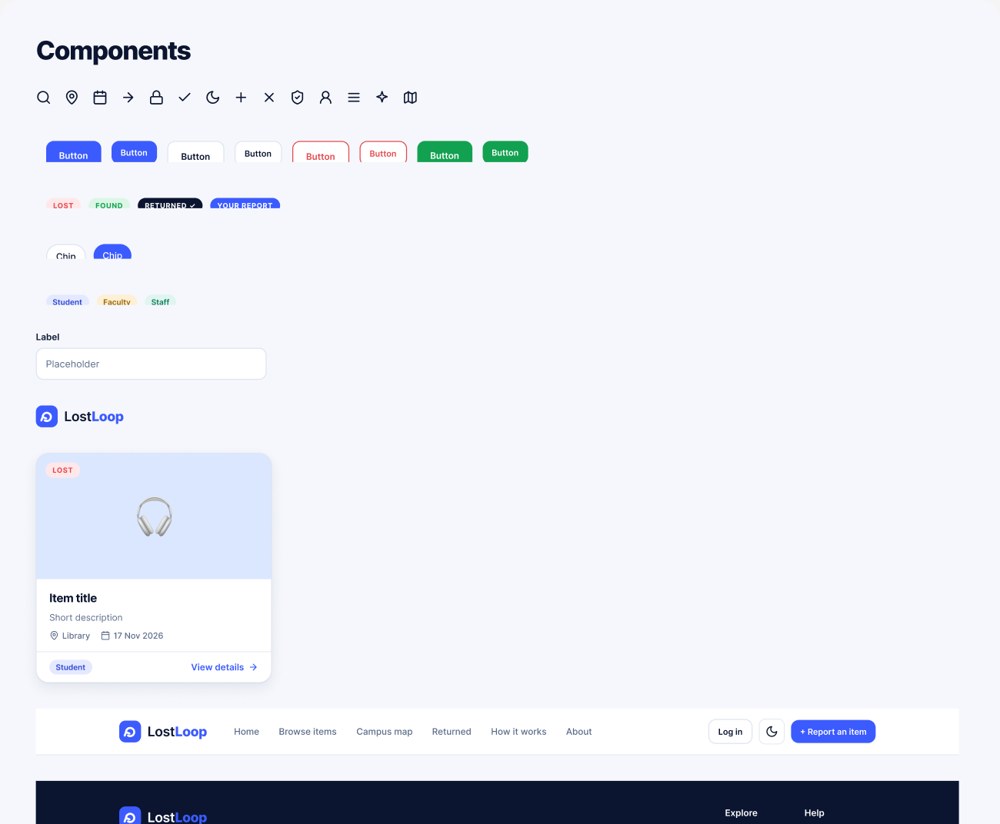 Components
Button Button Button Button Button Button Button Button
LOST FOUND RETURNED ✓ YOUR REPORT
Chip Chip
Student Faculty Staff
Label
Placeholder
LostLoop
LOST
Item title
Short description
Library 17 Nov 2026
Student View details →
LostLoop Home Browse items Campus map Returned How it works About Log in + Report an item
LostLoop Explore Help